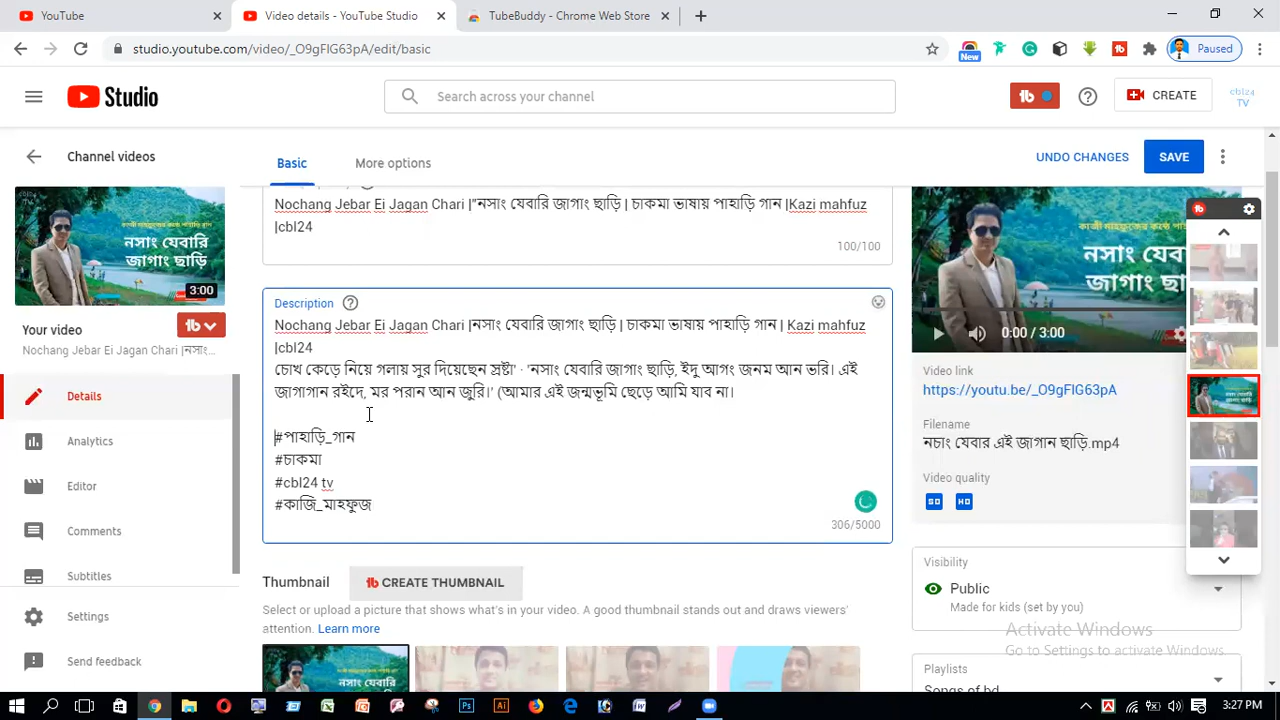 YouTube
Video details - YouTube Studio
TubeBuddy - Chrome Web Store
studio.youtube.com/video/_O9gFIG63pA/edit/basic
New
Paused
Studio
Search across your channel
CREATE
cbl24
TV
Channel videos
Basic
More options
UNDO CHANGES
SAVE
নসাং যেবারি
জাগাং ছাড়ি
3:00
Your video
Nochang Jebar Ei Jagan Chari |নসাং...
Details
Analytics
Editor
Comments
Subtitles
Settings
Send feedback
Nochang Jebar Ei Jagan Chari |"নসাং যেবারি জাগাং ছাড়ি | চাকমা ভাষায় পাহাড়ি গান |Kazi mahfuz
|cbl24
100/100
Description
Nochang Jebar Ei Jagan Chari |নসাং যেবারি জাগাং ছাড়ি | চাকমা ভাষায় পাহাড়ি গান | Kazi mahfuz
|cbl24
চোখ কেড়ে নিয়ে গলায় সুর দিয়েছেন স্রষ্টা' · 'নসাং যেবারি জাগাং ছাড়ি, ইদু আগং জনম আন ভরি। এই
জাগাগান রইদে, মর পরান আন জুরি।' (আমার এই জন্মভূমি ছেড়ে আমি যাব না।
#পাহাড়ি_গান
#চাকমা
#cbl24 tv
#কাজি_মাহফুজ
306/5000
Thumbnail
CREATE THUMBNAIL
Select or upload a picture that shows what's in your video. A good thumbnail stands out and draws viewers'
attention. Learn more
0:00 / 3:00
Video link
https://youtu.be/_O9gFIG63pA
Filename
নচাং যেবার এই জাগান ছাড়ি.mp4
Video quality
SD HD
Visibility
Public
Made for kids (set by you)
Activate Windows
Go to Settings to activate Windows.
Playlists
Songs of bd
3:27 PM